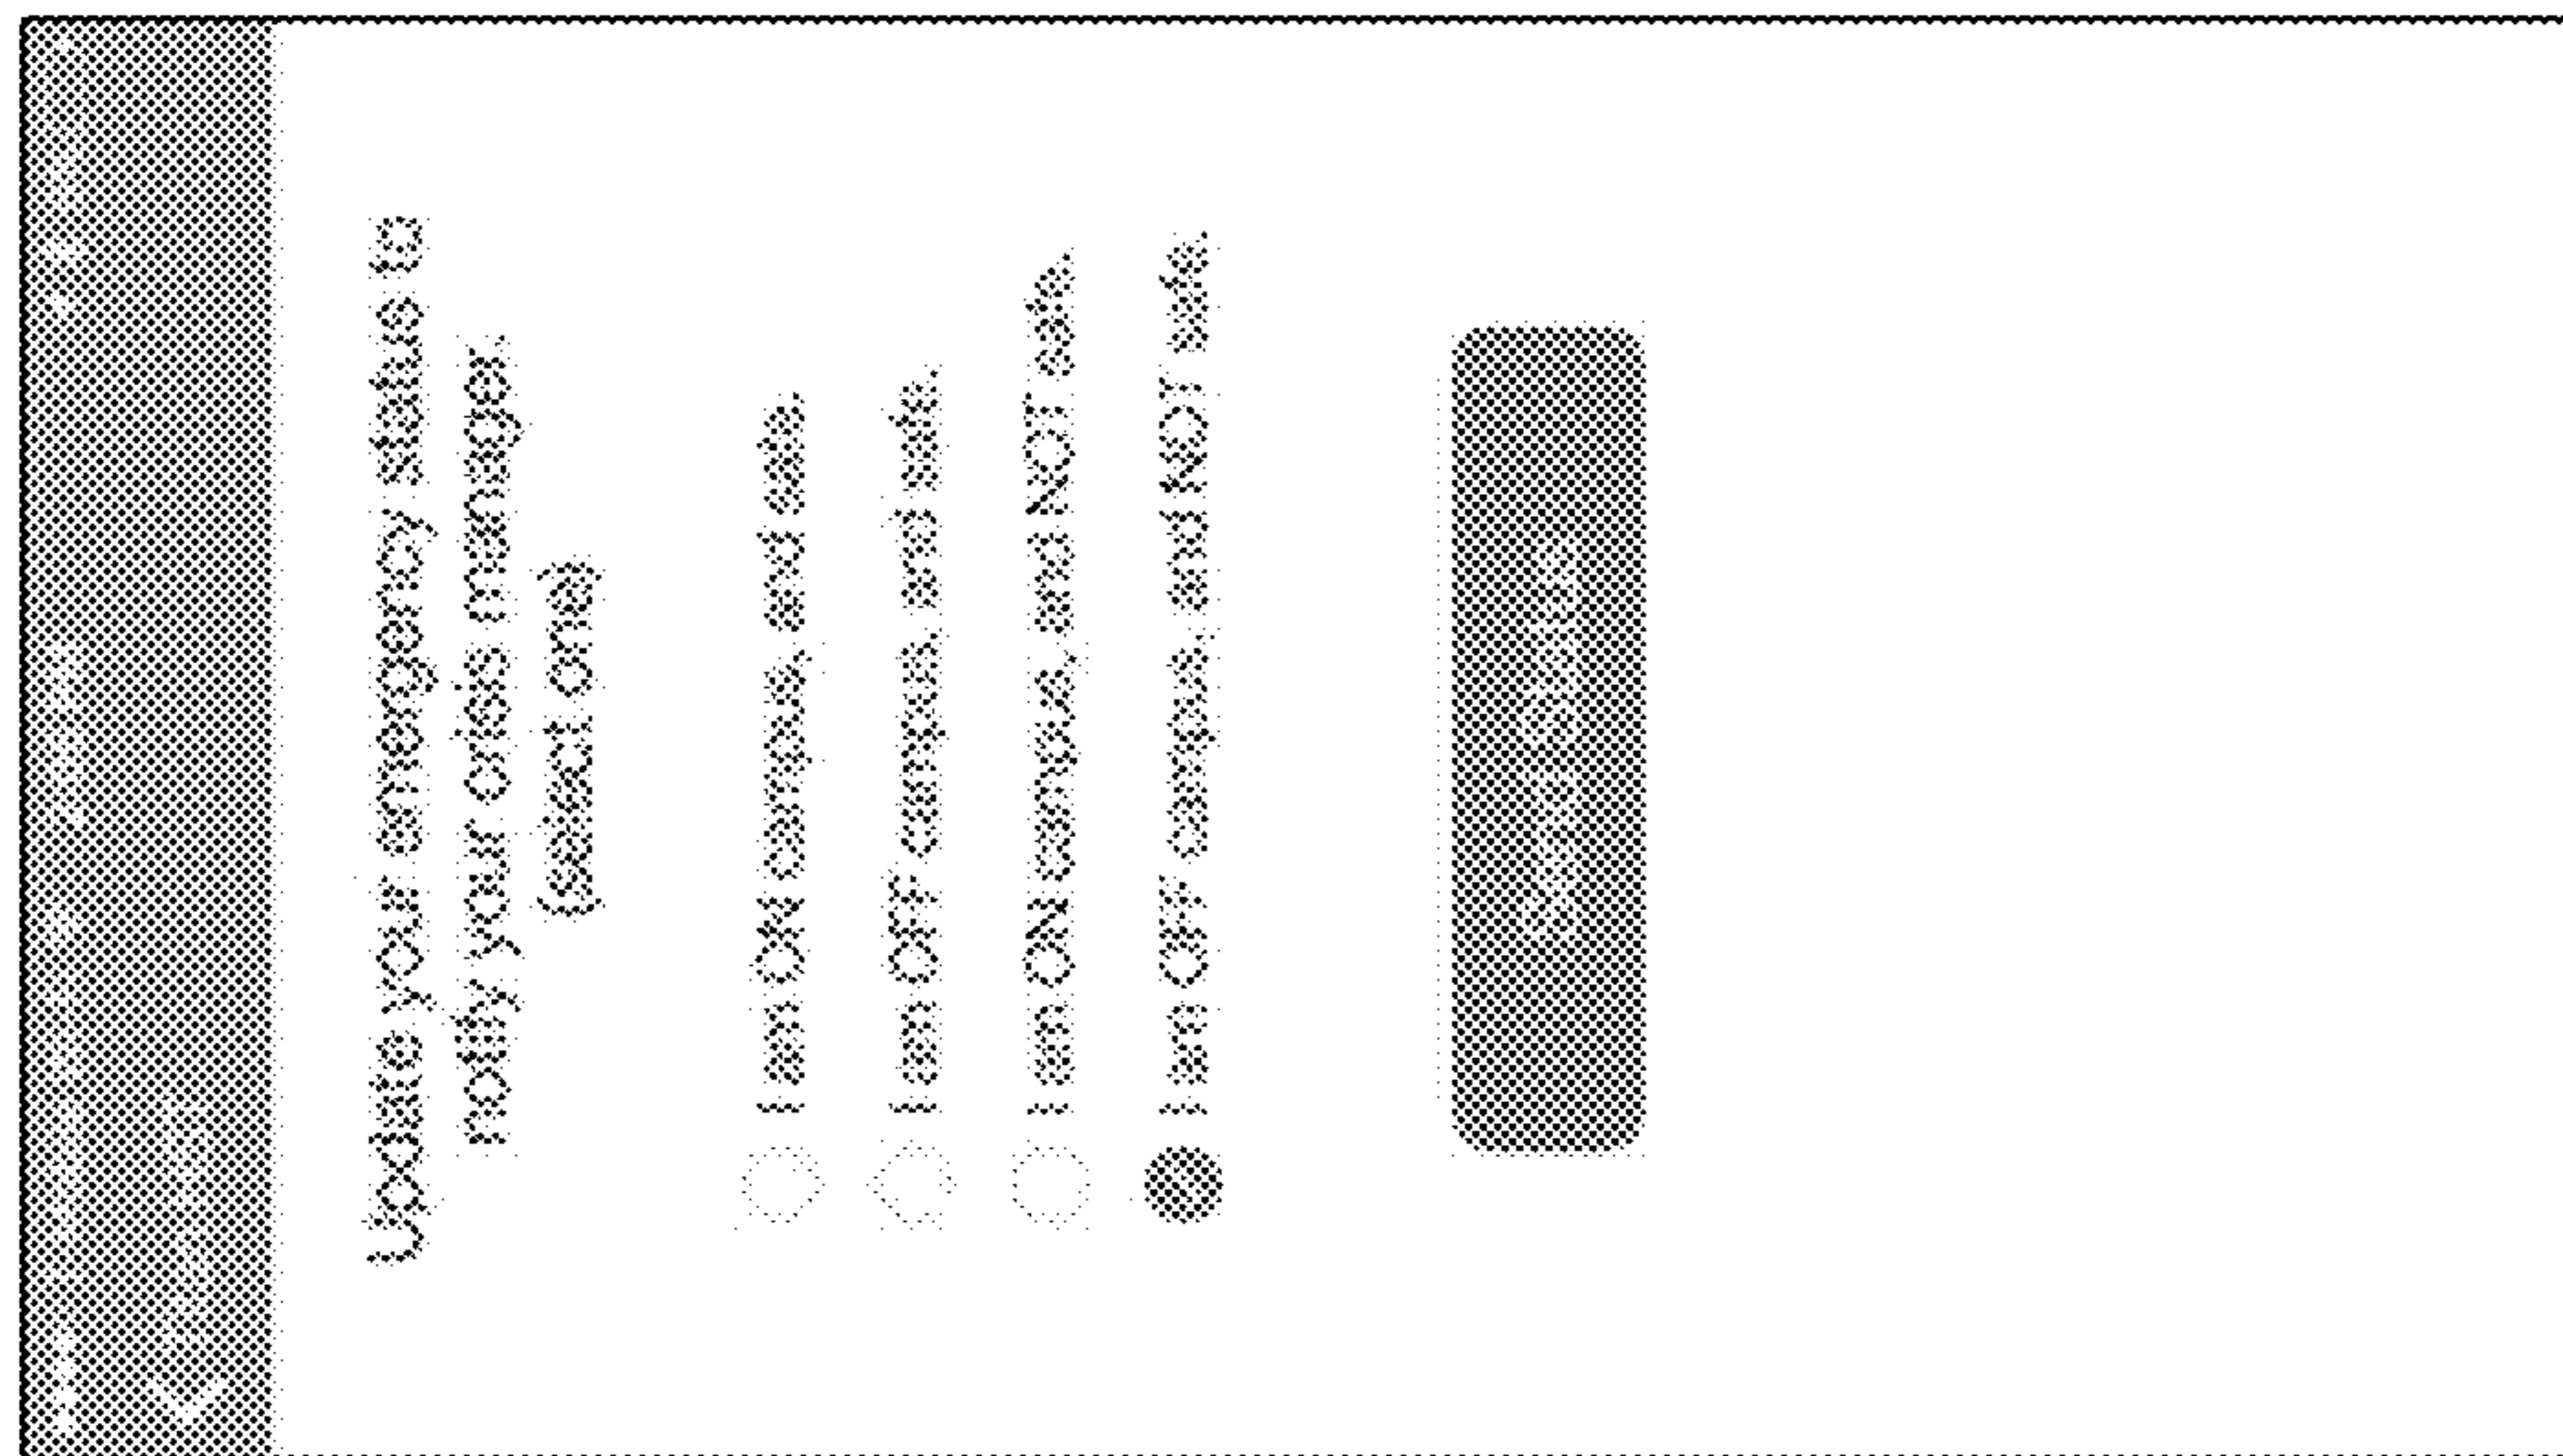 Update your emergency status to
notify your crisis manager
(select one)
I am ON campus, and safe
I am OFF campus and safe
I am ON campus, and NOT safe
I am OFF campus and NOT safe